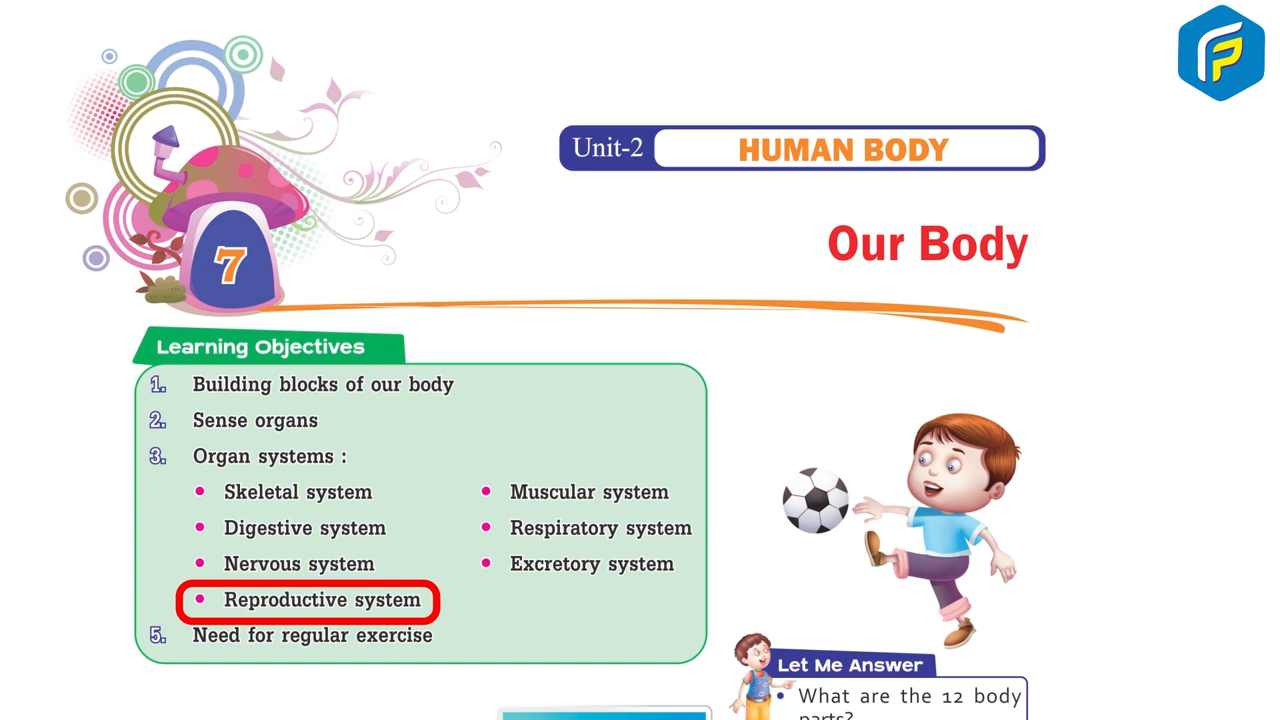 Unit-2 HUMAN BODY
Our Body
7
Learning Objectives
1. Building blocks of our body
2. Sense organs
3. Organ systems :
• Skeletal system
• Muscular system
• Digestive system
• Respiratory system
• Nervous system
• Excretory system
• Reproductive system
5. Need for regular exercise
Let Me Answer
• What are the 12 body
parts?